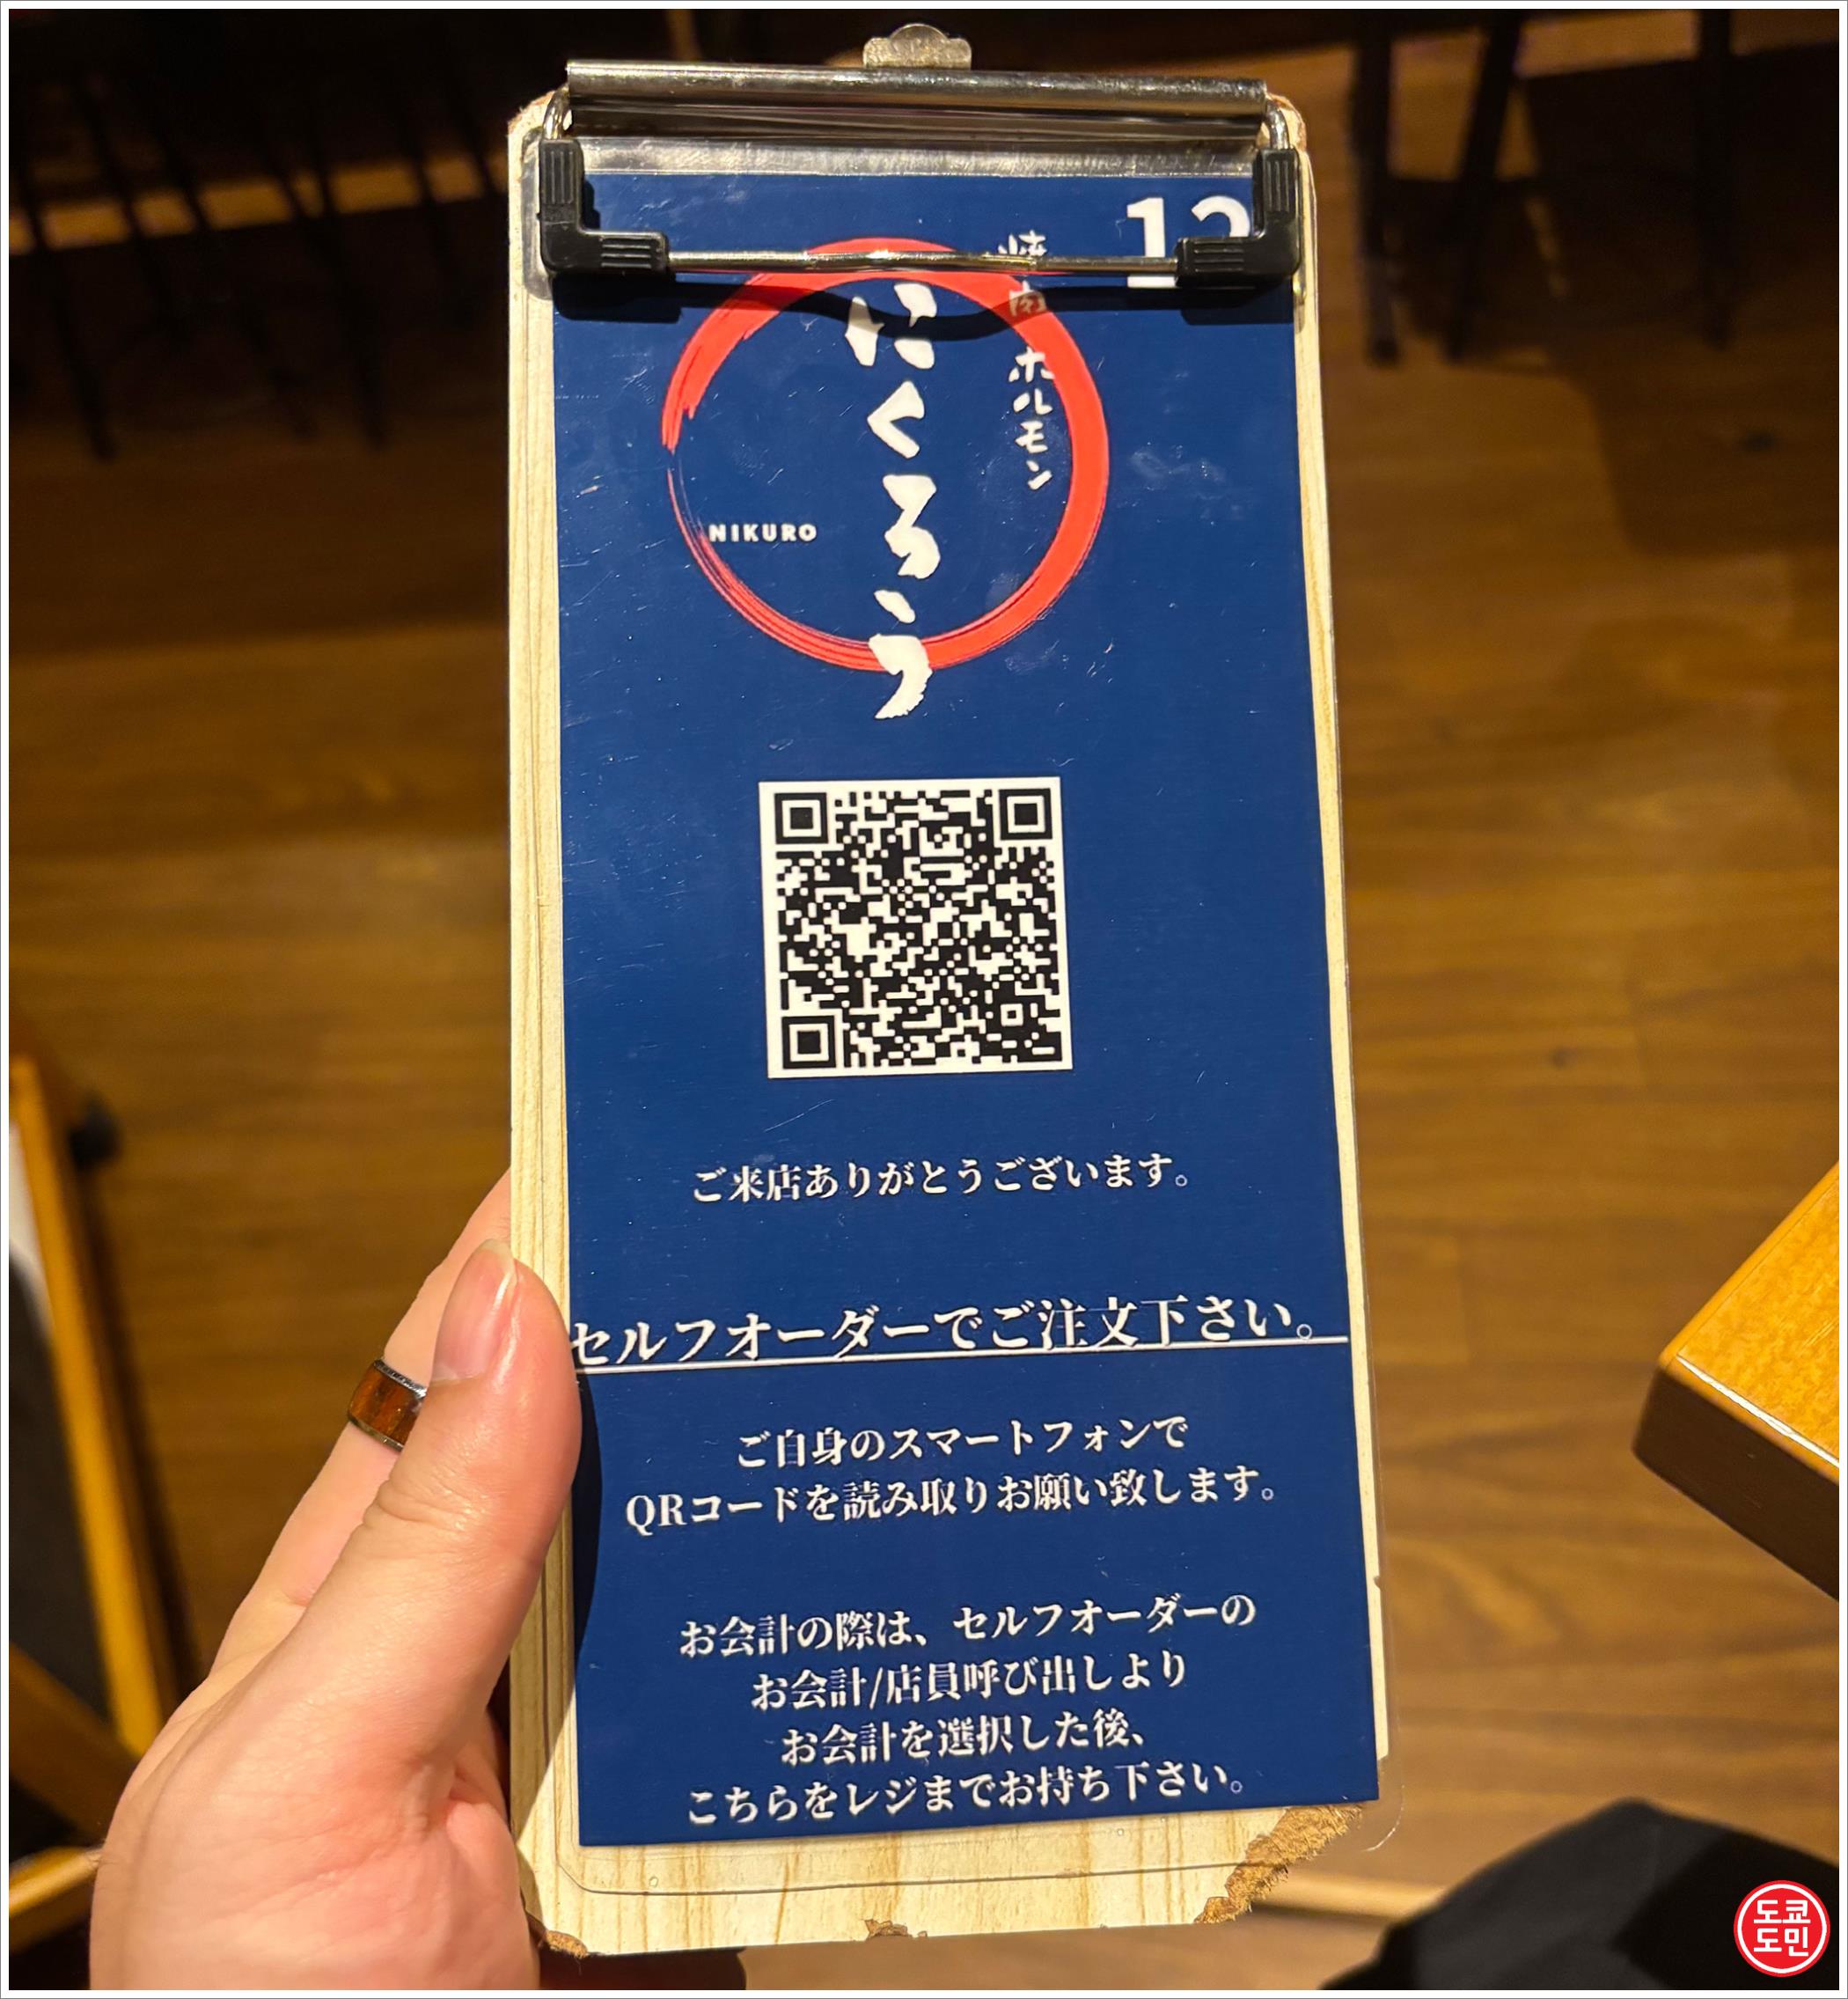 12
焼肉 ホルモン
にくろう
NIKURO
ご来店ありがとうございます。
セルフオーダーでご注文下さい。
ご自身のスマートフォンで
QRコードを読み取りお願い致します。
お会計の際は、セルフオーダーの
お会計/店員呼び出しより
お会計を選択した後、
こちらをレジまでお持ち下さい。
도쿄
도민